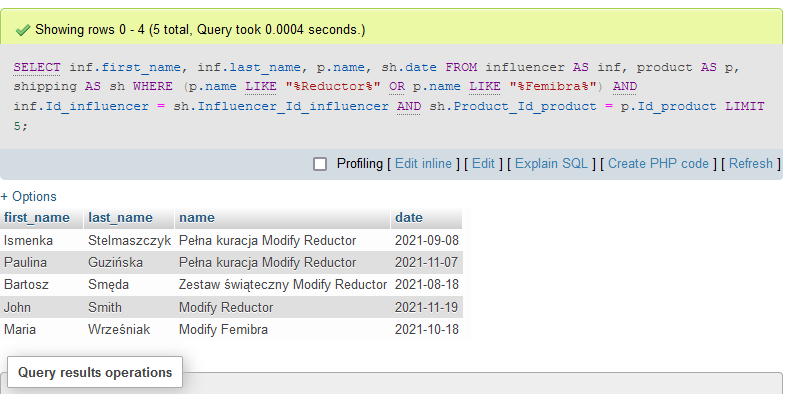 Showing rows 0 - 4 (5 total, Query took 0.0004 seconds.)
SELECT inf.first_name, inf.last_name, p.name, sh.date FROM influencer AS inf, product AS p,
shipping AS sh WHERE (p.name LIKE "%Reductor%" OR p.name LIKE "%Femibra%") AND
inf.Id_influencer = sh.Influencer_Id_influencer AND sh.Product_Id_product = p.Id_product LIMIT
5;
Profiling [ Edit inline ] [ Edit ] [ Explain SQL ] [ Create PHP code ] [ Refresh ]
+ Options
first_name last_name name date
Ismenka Stelmaszczyk Pełna kuracja Modify Reductor 2021-09-08
Paulina Guzińska Pełna kuracja Modify Reductor 2021-11-07
Bartosz Smęda Zestaw świąteczny Modify Reductor 2021-08-18
John Smith Modify Reductor 2021-11-19
Maria Wrześniak Modify Femibra 2021-10-18
Query results operations